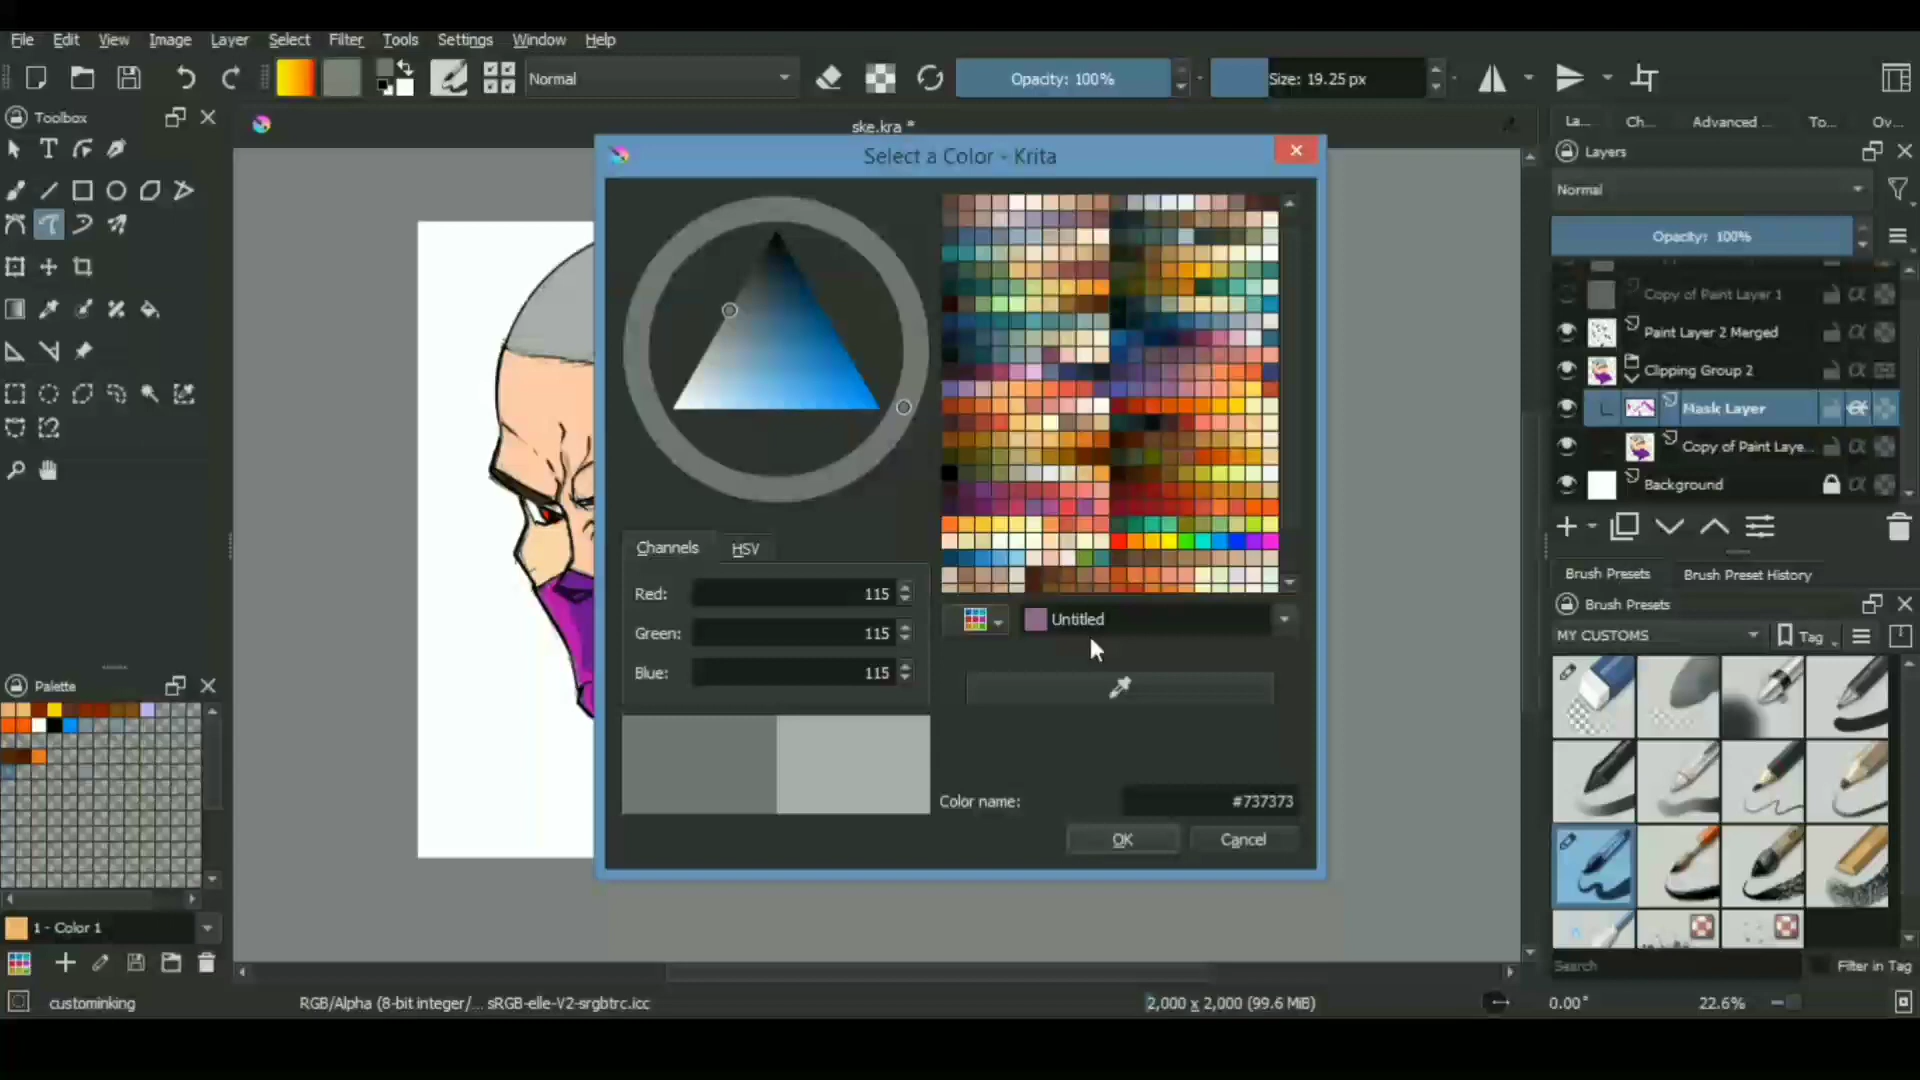 File Edit View Image Layer Select Filter Tools Settings Window Help
Normal
Opacity: 100%
Size: 19.25 px
Toolbox
ske.kra *
La... Ch... Advanced ... To... Ov...
Select a Color - Krita
Layers
Normal
Opacity: 100%
Copy of Paint Layer 1
Paint Layer 2 Merged
Clipping Group 2
Mask Layer
Copy of Paint Laye...
Background
Channels HSV
Red: 115
Green: 115
Blue: 115
Untitled
Color name: #737373
OK Cancel
Brush Presets Brush Preset History
Brush Presets
MY CUSTOMS Tag
Palette
1 - Color 1
Search Filter in Tag
custominking
RGB/Alpha (8-bit integer/... sRGB-elle-V2-srgbtrc.icc
2,000 x 2,000 (99.6 MiB)
0.00°
22.6%